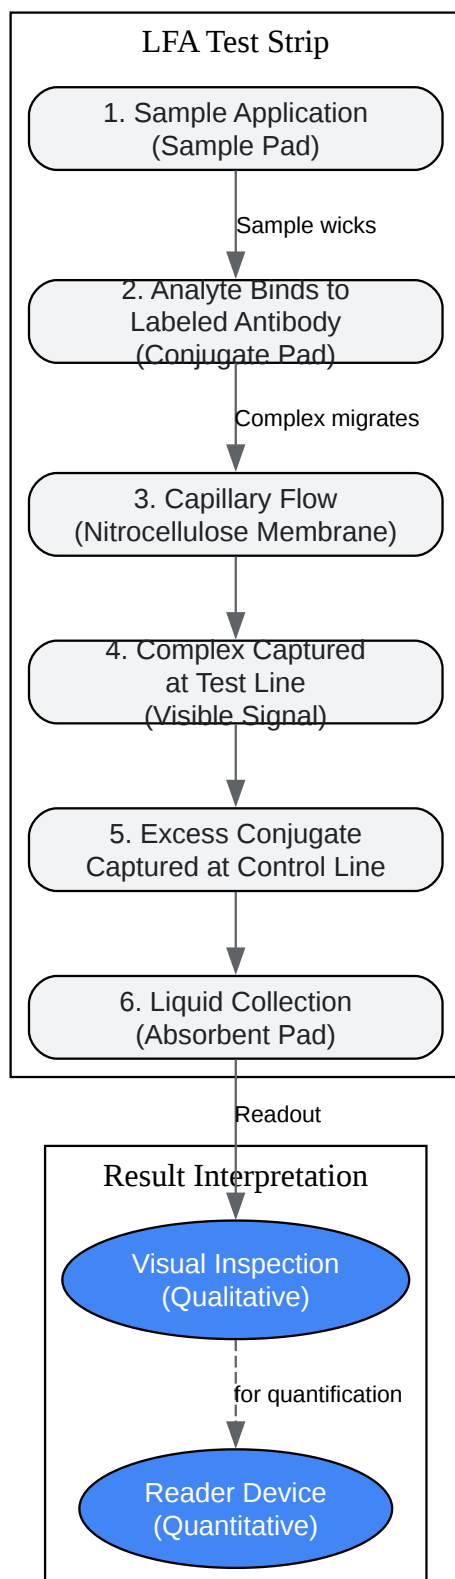 LFA Test Strip
1. Sample Application
(Sample Pad)
Sample wicks
2. Analyte Binds to
Labeled Antibody
(Conjugate Pad)
Complex migrates
3. Capillary Flow
(Nitrocellulose Membrane)
4. Complex Captured
at Test Line
(Visible Signal)
5. Excess Conjugate
Captured at Control Line
6. Liquid Collection
(Absorbent Pad)
Readout
Result Interpretation
Visual Inspection
(Qualitative)
for quantification
Reader Device
(Quantitative)